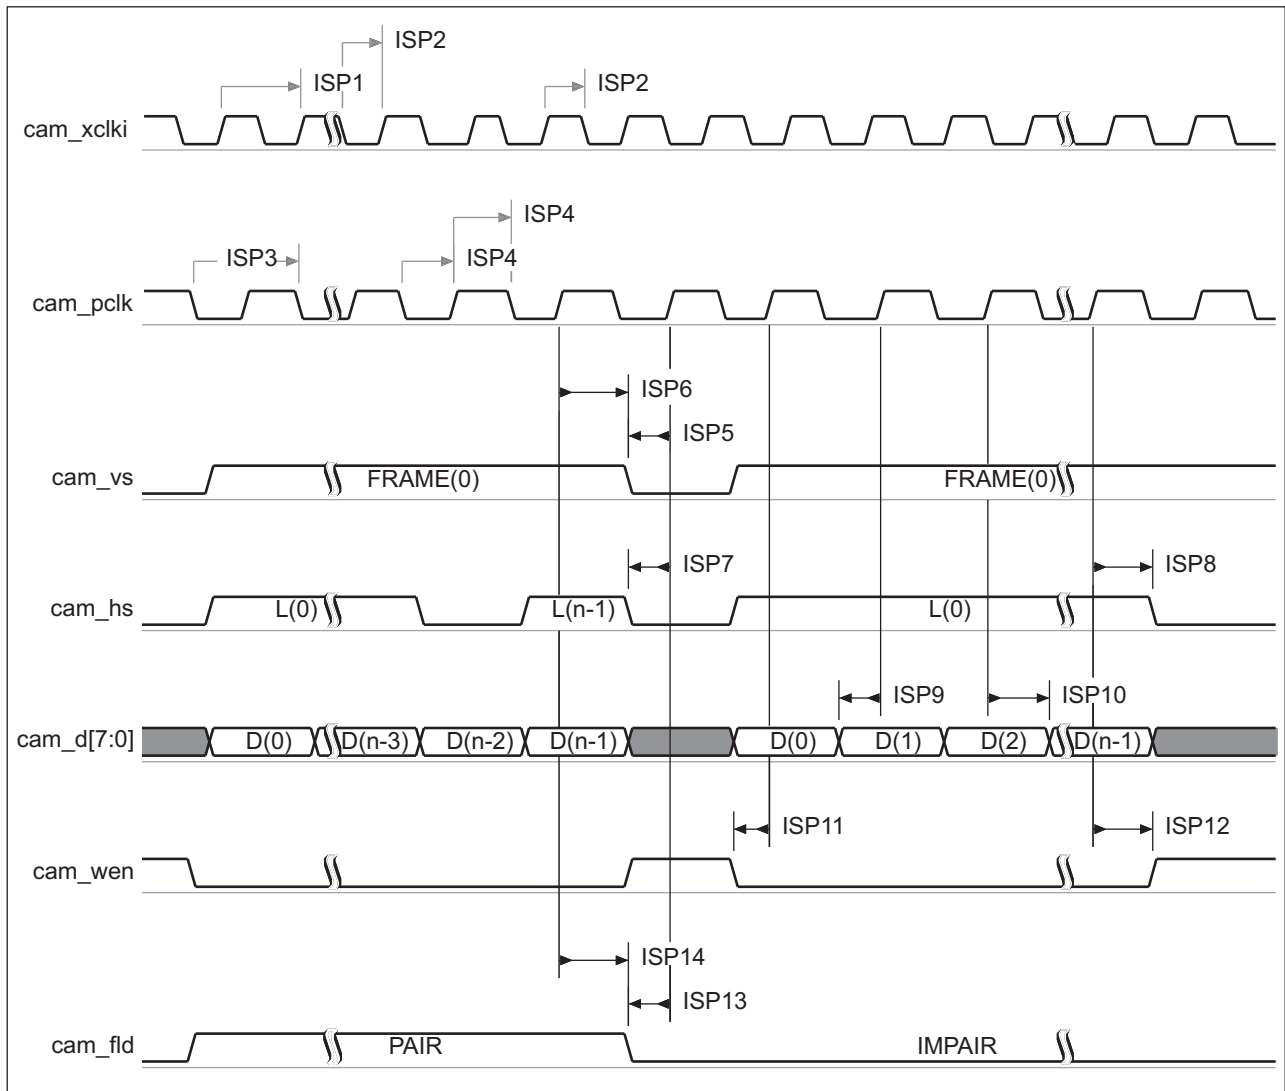 ISP2
ISP1 ISP2
cam_xclki
ISP4
ISP3 ISP4
cam_pclk
ISP6
ISP5
cam_vs FRAME(0) FRAME(0)
ISP7 ISP8
cam_hs L(0) L(n-1) L(0)
ISP9 ISP10
cam_d[7:0] D(0) D(n-3) D(n-2) D(n-1) D(0) D(1) D(2) D(n-1)
ISP11 ISP12
cam_wen
ISP14
ISP13
cam_fld PAIR IMPAIR